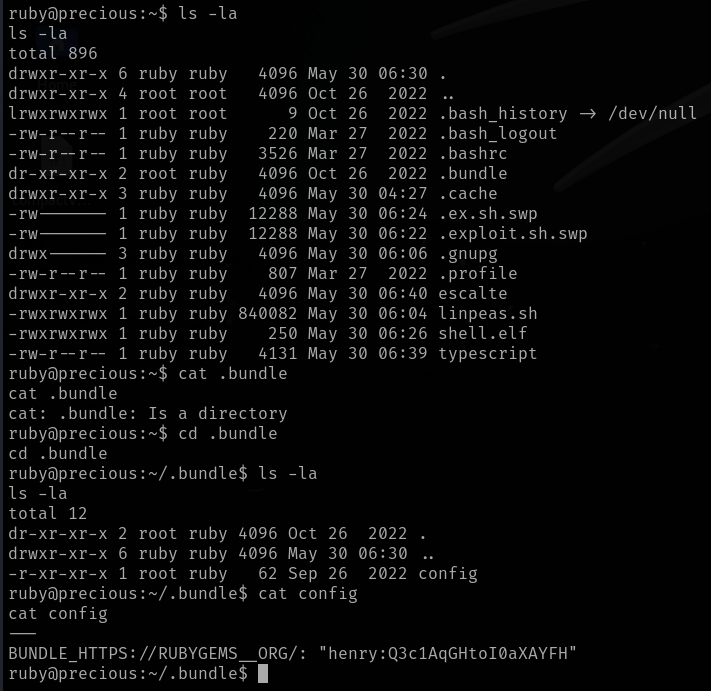 ruby@precious:~$ ls -la
ls -la
total 896
drwxr-xr-x 6 ruby ruby   4096 May 30 06:30 .
drwxr-xr-x 4 root root   4096 Oct 26  2022 ..
lrwxrwxrwx 1 root root      9 Oct 26  2022 .bash_history -> /dev/null
-rw-r--r-- 1 ruby ruby    220 Mar 27  2022 .bash_logout
-rw-r--r-- 1 ruby ruby   3526 Mar 27  2022 .bashrc
dr-xr-xr-x 2 root ruby   4096 Oct 26  2022 .bundle
drwxr-xr-x 3 ruby ruby   4096 May 30 04:27 .cache
-rw------- 1 ruby ruby  12288 May 30 06:24 .ex.sh.swp
-rw------- 1 ruby ruby  12288 May 30 06:22 .exploit.sh.swp
drwx------ 3 ruby ruby   4096 May 30 06:06 .gnupg
-rw-r--r-- 1 ruby ruby    807 Mar 27  2022 .profile
drwxr-xr-x 2 ruby ruby   4096 May 30 06:40 escalte
-rwxrwxrwx 1 ruby ruby 840082 May 30 06:04 linpeas.sh
-rwxrwxrwx 1 ruby ruby    250 May 30 06:26 shell.elf
-rw-r--r-- 1 ruby ruby   4131 May 30 06:39 typescript
ruby@precious:~$ cat .bundle
cat .bundle
cat: .bundle: Is a directory
ruby@precious:~$ cd .bundle
cd .bundle
ruby@precious:~/.bundle$ ls -la
ls -la
total 12
dr-xr-xr-x 2 root ruby 4096 Oct 26  2022 .
drwxr-xr-x 6 ruby ruby 4096 May 30 06:30 ..
-r-xr-xr-x 1 root ruby   62 Sep 26  2022 config
ruby@precious:~/.bundle$ cat config
cat config
---
BUNDLE_HTTPS://RUBYGEMS__ORG/: "henry:Q3c1AqGHtoI0aXAYFH"
ruby@precious:~/.bundle$